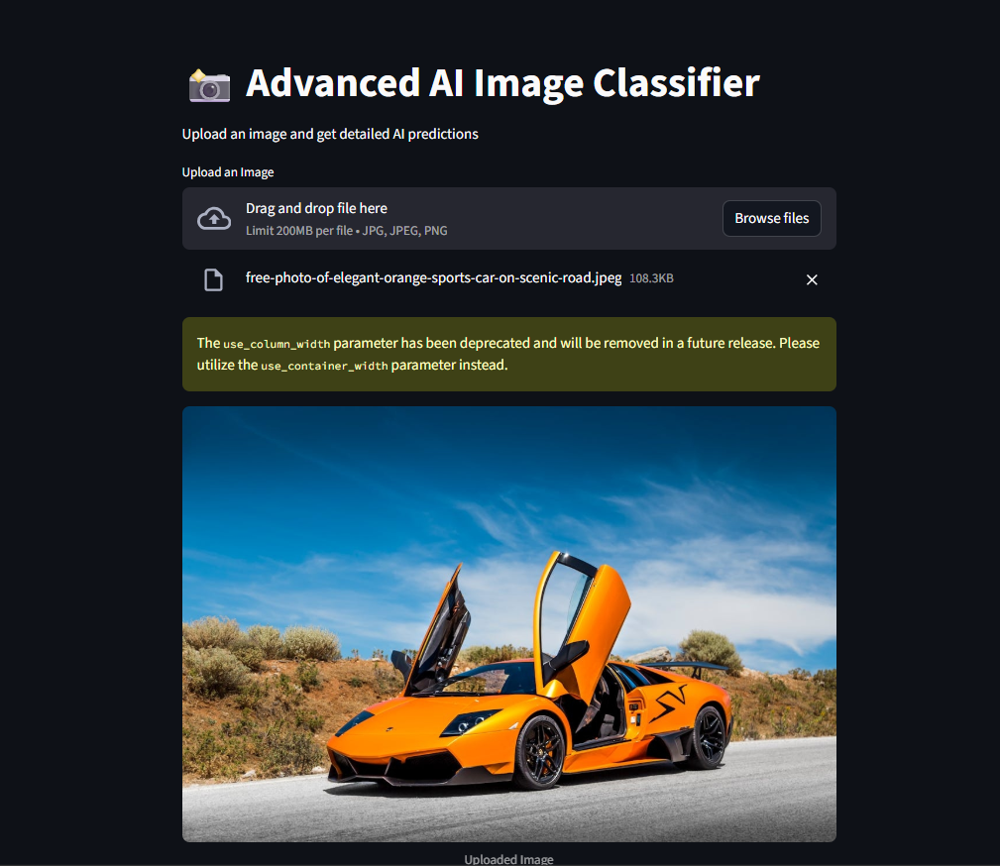 Advanced AI Image Classifier
Upload an image and get detailed AI predictions
Upload an Image
Drag and drop file here
Limit 200MB per file • JPG, JPEG, PNG
Browse files
free-photo-of-elegant-orange-sports-car-on-scenic-road.jpeg 108.3KB
The use_column_width parameter has been deprecated and will be removed in a future release. Please
utilize the use_container_width parameter instead.
SV
Uploaded Image